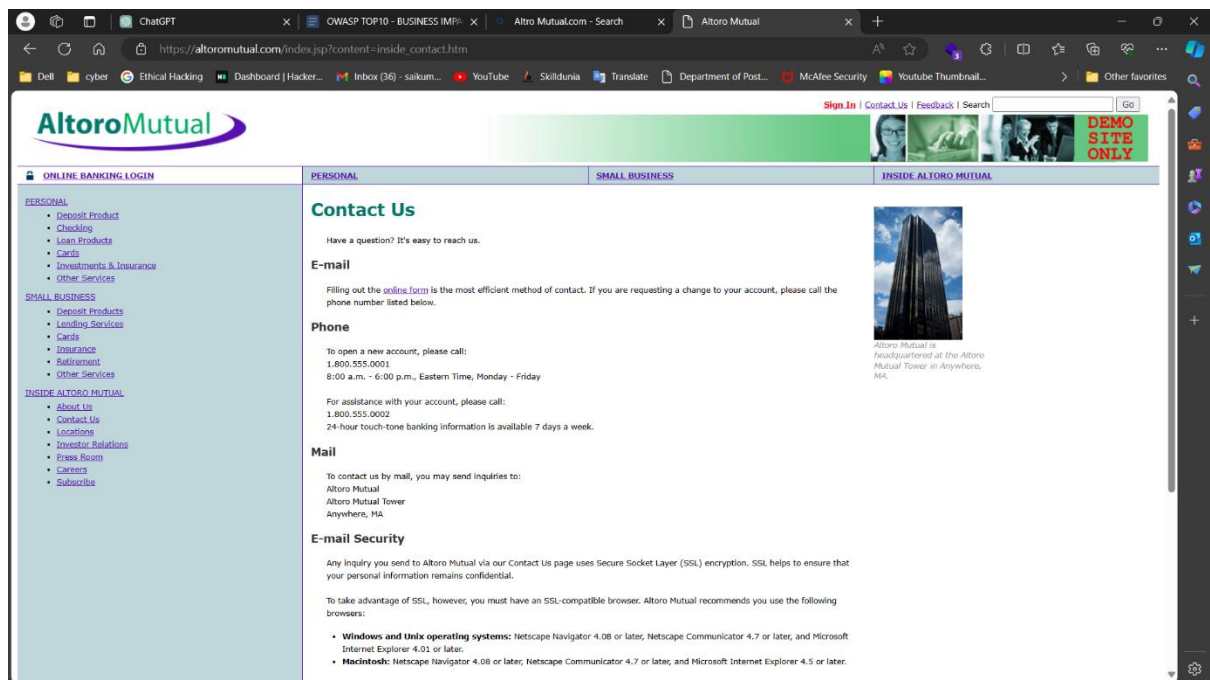 ChatGPT
OWASP TOP10 - BUSINESS IMPA
Altro Mutual.com - Search
Altoro Mutual
https://altoromutual.com/index.jsp?content=inside_contact.htm
Dell
cyber
Ethical Hacking
Dashboard | Hacker...
Inbox (36) - saikum...
YouTube
Skilldunia
Translate
Department of Post...
McAfee Security
Youtube Thumbnail...
Other favorites
Sign In | Contact Us | Feedback | Search
Go
AltoroMutual
DEMO
SITE
ONLY
ONLINE BANKING LOGIN
PERSONAL
SMALL BUSINESS
INSIDE ALTORO MUTUAL
PERSONAL
Deposit Product
Checking
Loan Products
Cards
Investments & Insurance
Other Services
SMALL BUSINESS
Deposit Products
Lending Services
Cards
Insurance
Retirement
Other Services
INSIDE ALTORO MUTUAL
About Us
Contact Us
Locations
Investor Relations
Press Room
Careers
Subscribe
Contact Us
Have a question? It's easy to reach us.
E-mail
Filling out the online form is the most efficient method of contact. If you are requesting a change to your account, please call the
phone number listed below.
Phone
To open a new account, please call:
1.800.555.0001
8:00 a.m. - 6:00 p.m., Eastern Time, Monday - Friday
For assistance with your account, please call:
1.800.555.0002
24-hour touch-tone banking information is available 7 days a week.
Mail
To contact us by mail, you may send inquiries to:
Altoro Mutual
Altoro Mutual Tower
Anywhere, MA
E-mail Security
Any inquiry you send to Altoro Mutual via our Contact Us page uses Secure Socket Layer (SSL) encryption. SSL helps to ensure that
your personal information remains confidential.
To take advantage of SSL, however, you must have an SSL-compatible browser. Altoro Mutual recommends you use the following
browsers:
Windows and Unix operating systems: Netscape Navigator 4.08 or later, Netscape Communicator 4.7 or later, and Microsoft
Internet Explorer 4.01 or later.
Macintosh: Netscape Navigator 4.08 or later, Netscape Communicator 4.7 or later, and Microsoft Internet Explorer 4.5 or later.
Altoro Mutual is
headquartered at the Altoro
Mutual Tower in Anywhere,
MA.